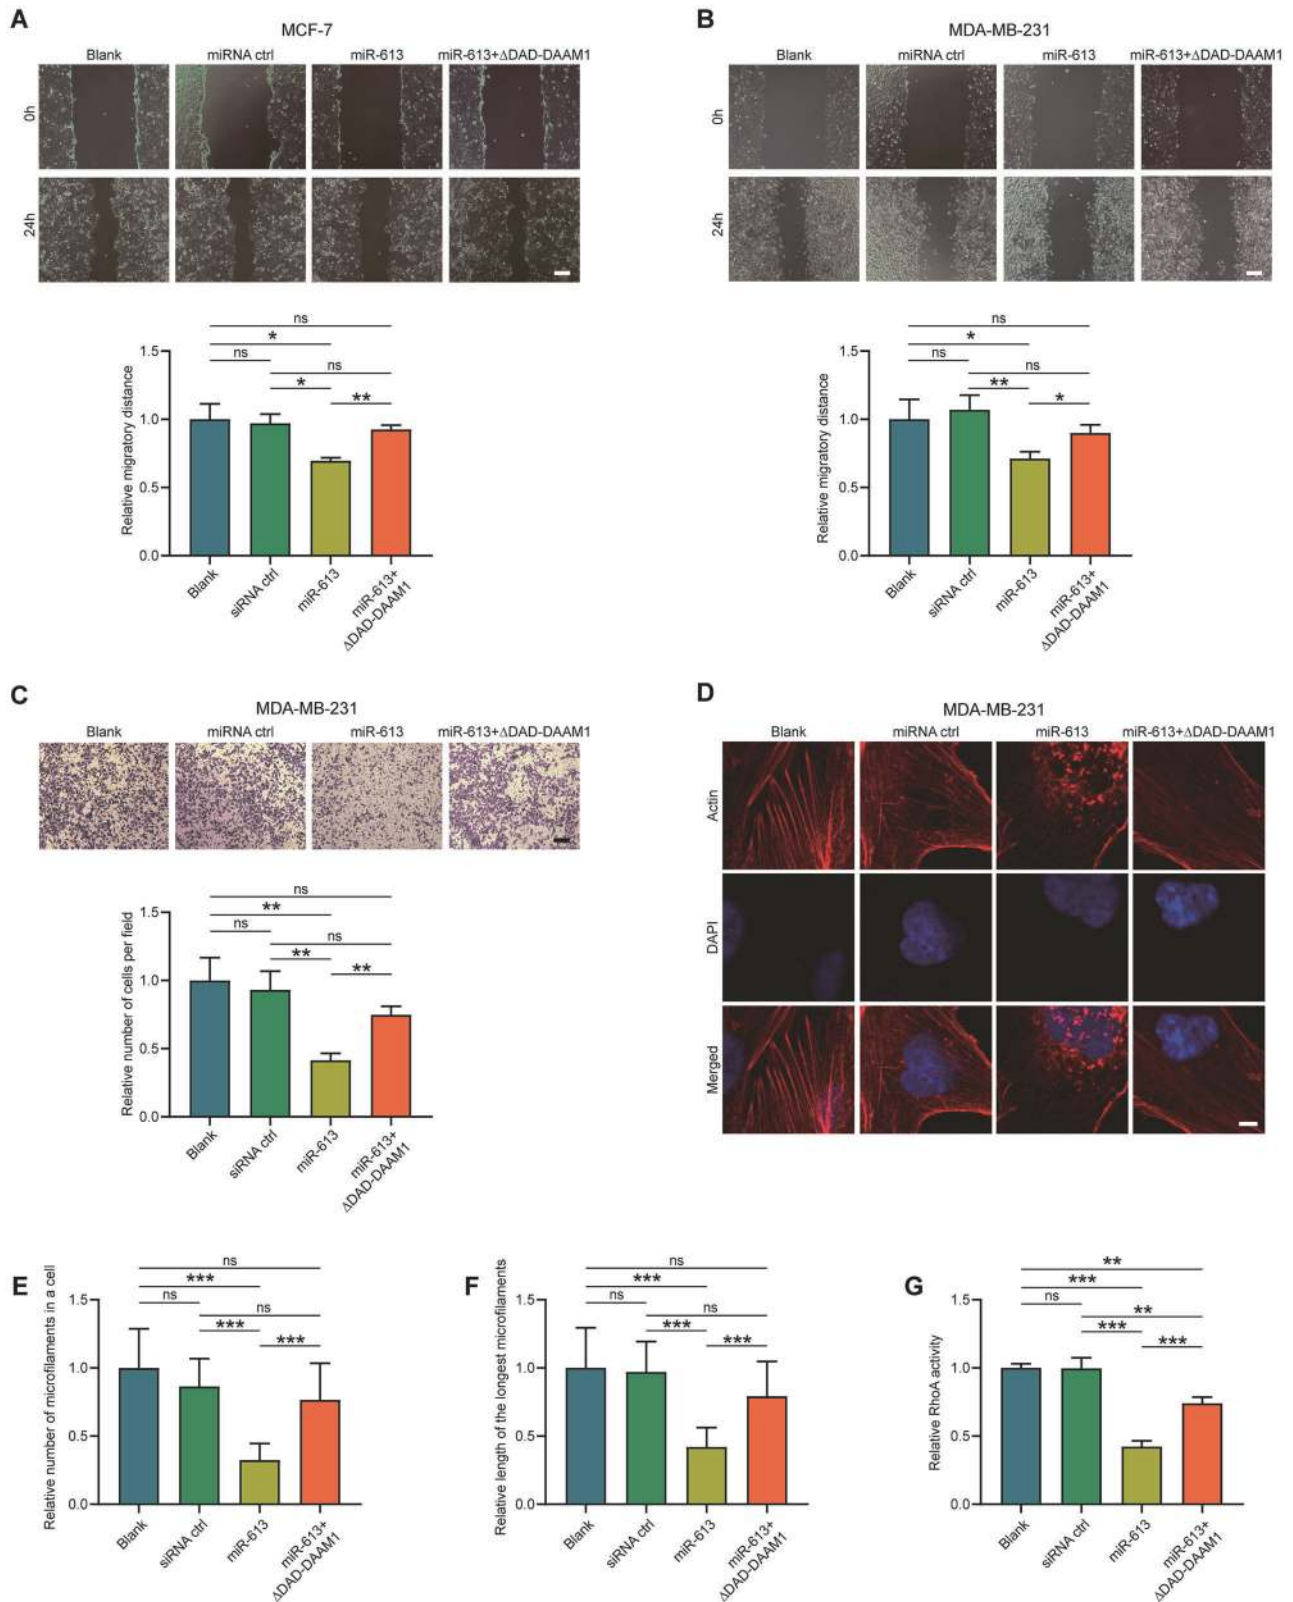 A
MCF-7
Blank miRNA ctrl miR-613 miR-613+ΔDAD-DAAM1
0h
24h
ns
*
ns
ns
*
**
Relative migratory distance
1.5
1.0
0.5
0.0
Blank
siRNA ctrl
miR-613
miR-613+
ΔDAD-DAAM1
B
MDA-MB-231
Blank miRNA ctrl miR-613 miR-613+ΔDAD-DAAM1
0h
24h
ns
*
ns
ns
**
*
Relative migratory distance
1.5
1.0
0.5
0.0
Blank
siRNA ctrl
miR-613
miR-613+
ΔDAD-DAAM1
C
MDA-MB-231
Blank miRNA ctrl miR-613 miR-613+ΔDAD-DAAM1
ns
**
ns
ns
**
**
Relative number of cells per field
1.5
1.0
0.5
0.0
Blank
siRNA ctrl
miR-613
miR-613+
ΔDAD-DAAM1
D
MDA-MB-231
Blank miRNA ctrl miR-613 miR-613+ΔDAD-DAAM1
Actin
DAPI
Merged
E
ns
***
ns
ns
***
***
Relative number of microfilaments in a cell
1.5
1.0
0.5
0.0
Blank
siRNA ctrl
miR-613
miR-613+
ΔDAD-DAAM1
F
ns
***
ns
ns
***
***
Relative length of the longest microfilaments
1.5
1.0
0.5
0.0
Blank
siRNA ctrl
miR-613
miR-613+
ΔDAD-DAAM1
G
**
***
ns
**
***
***
Relative RhoA activity
1.5
1.0
0.5
0.0
Blank
siRNA ctrl
miR-613
miR-613+
ΔDAD-DAAM1